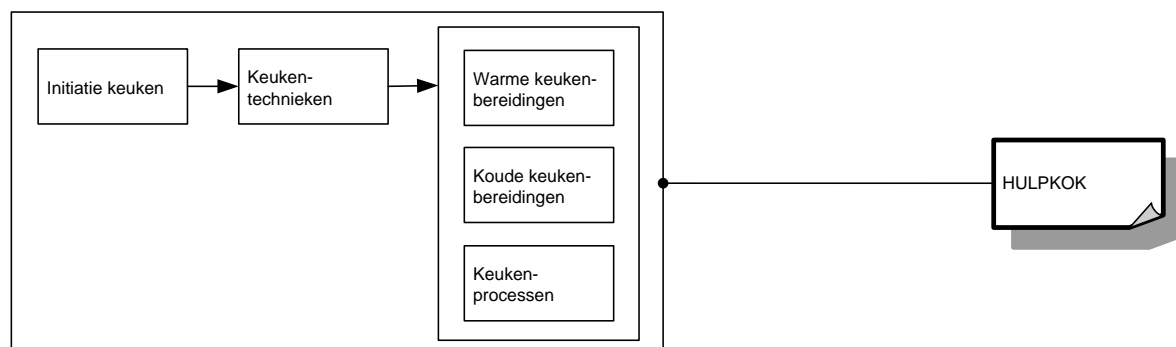 Initiatie keuken
Keuken-
technieken
Warme keuken-
bereidingen
Koude keuken-
bereidingen
Keuken-
processen
HULPKOK